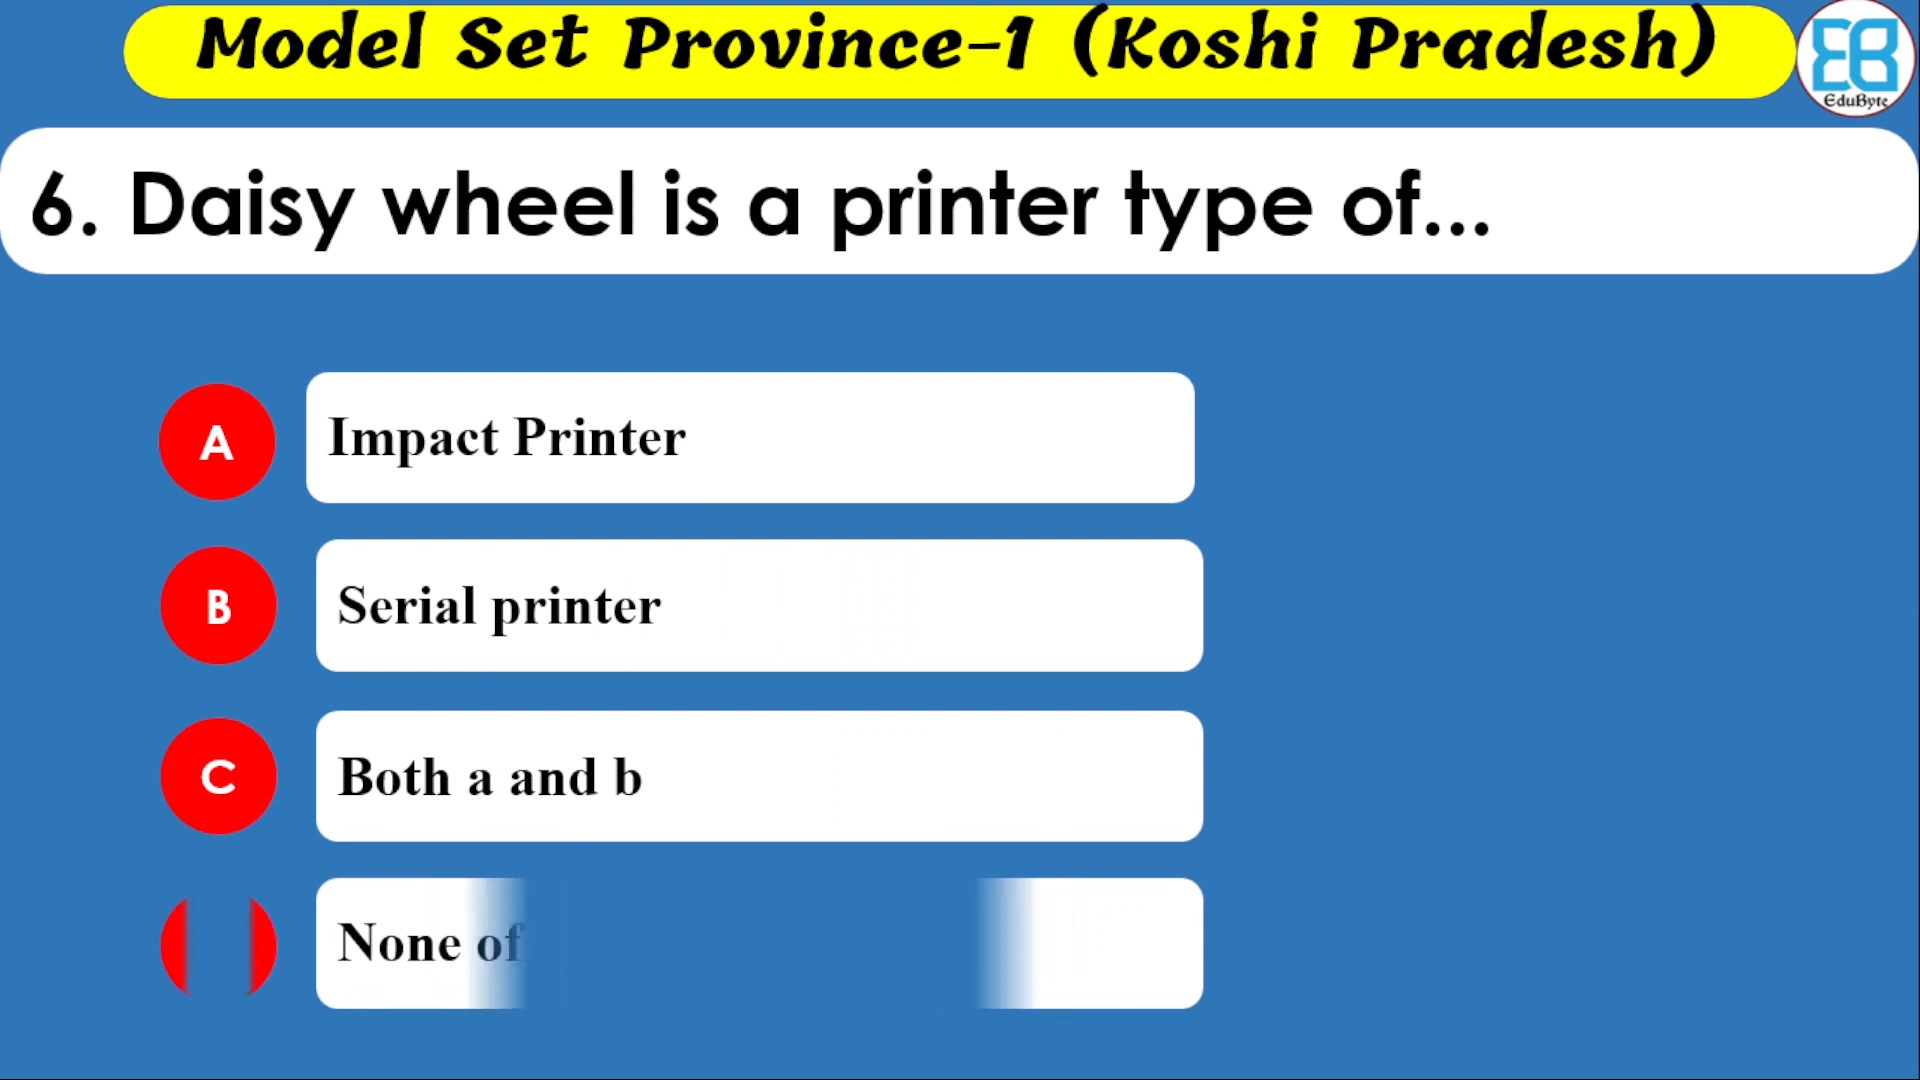 Model Set Province-1 (Koshi Pradesh)
EduByte
6. Daisy wheel is a printer type of...
A Impact Printer
B Serial printer
C Both a and b
None of